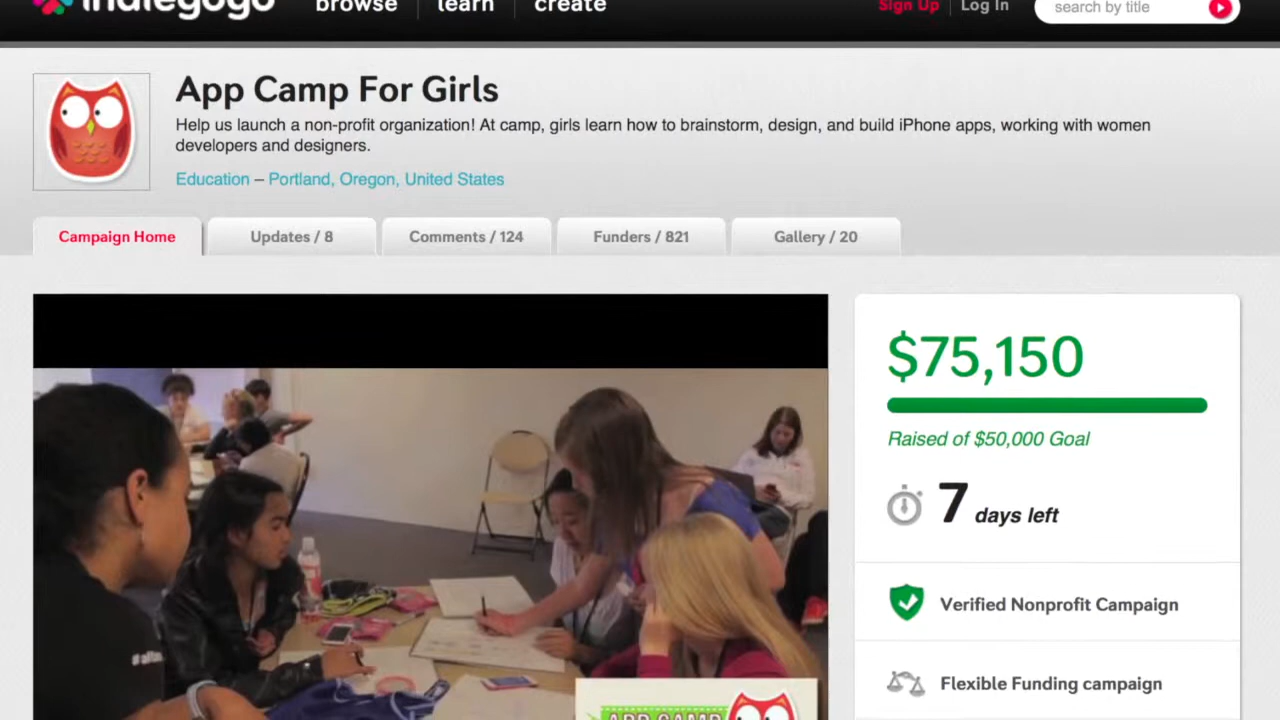 indiegogo browse learn create Sign Up Log In search by title
App Camp For Girls
Help us launch a non-profit organization! At camp, girls learn how to brainstorm, design, and build iPhone apps, working with women
developers and designers.
Education – Portland, Oregon, United States
Campaign Home Updates / 8 Comments / 124 Funders / 821 Gallery / 20
$75,150
Raised of $50,000 Goal
7 days left
Verified Nonprofit Campaign
Flexible Funding campaign
APP CAMP